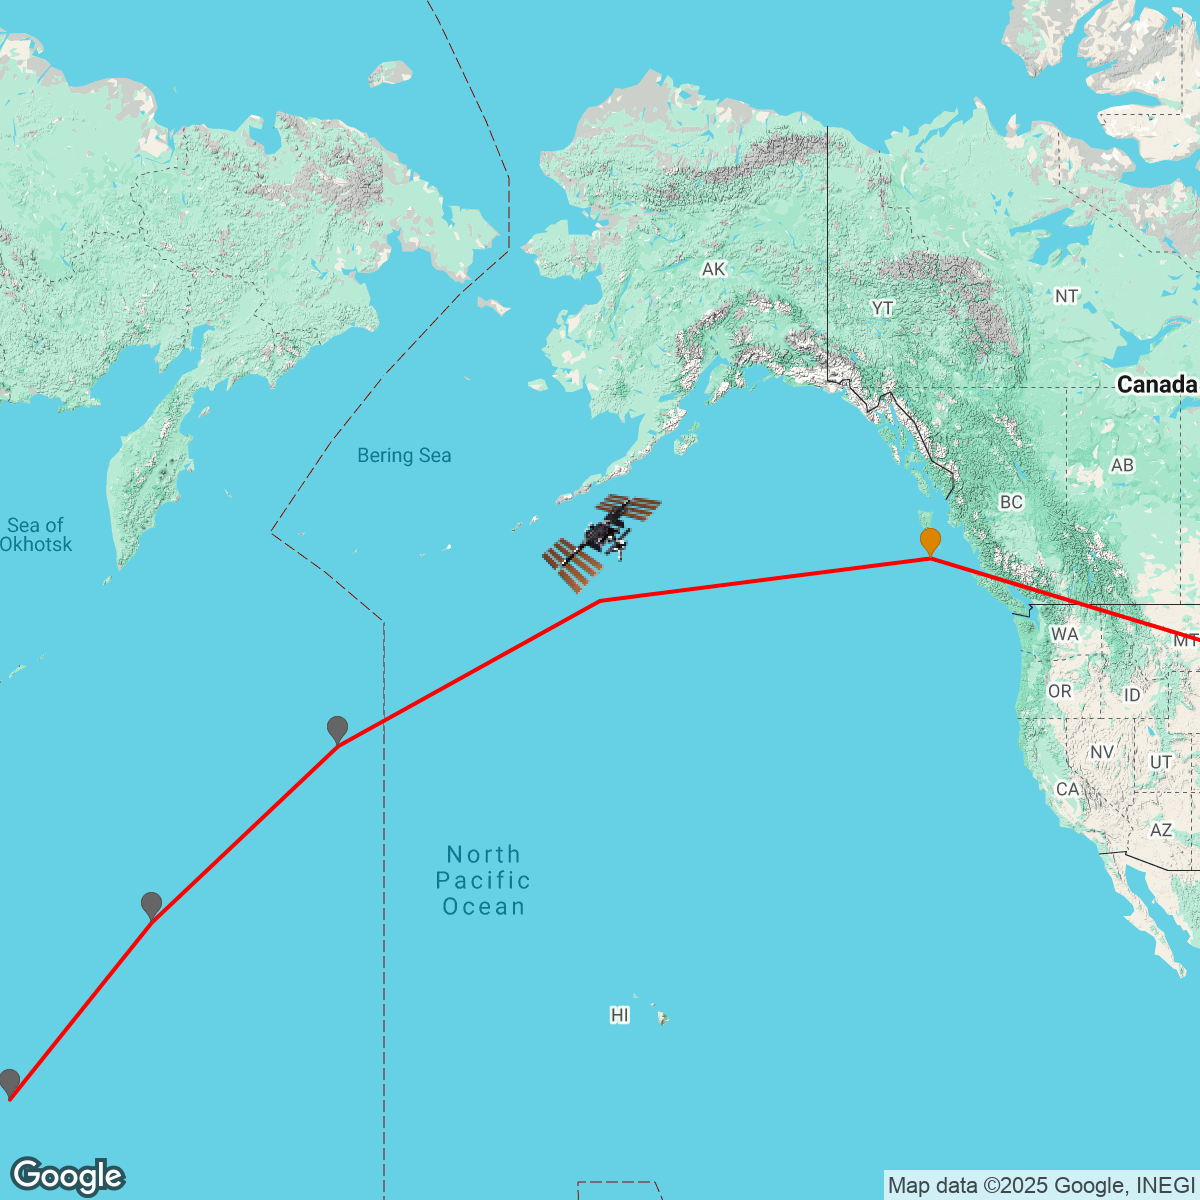 AK
YT
NT
Canada
Bering Sea
AB
BC
Sea of
Okhotsk
WA
MT
OR
ID
NV
UT
CA
AZ
North
Pacific
Ocean
HI
Google
Map data ©2025 Google, INEGI